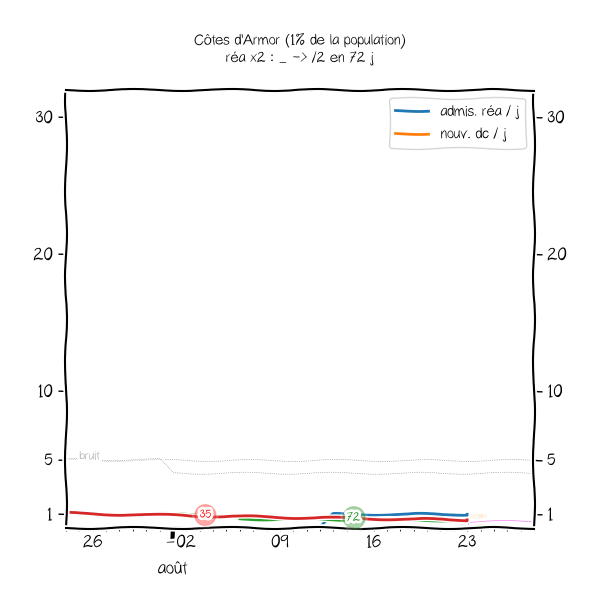 Côtes d'Armor (1% de la population)
réa x2 : _ -> /2 en 72 j
admis. réa / j
nouv. dc / j
30
30
20
20
10
10
5
bruit
5
1
35
72
1
26
02
09
16
23
août